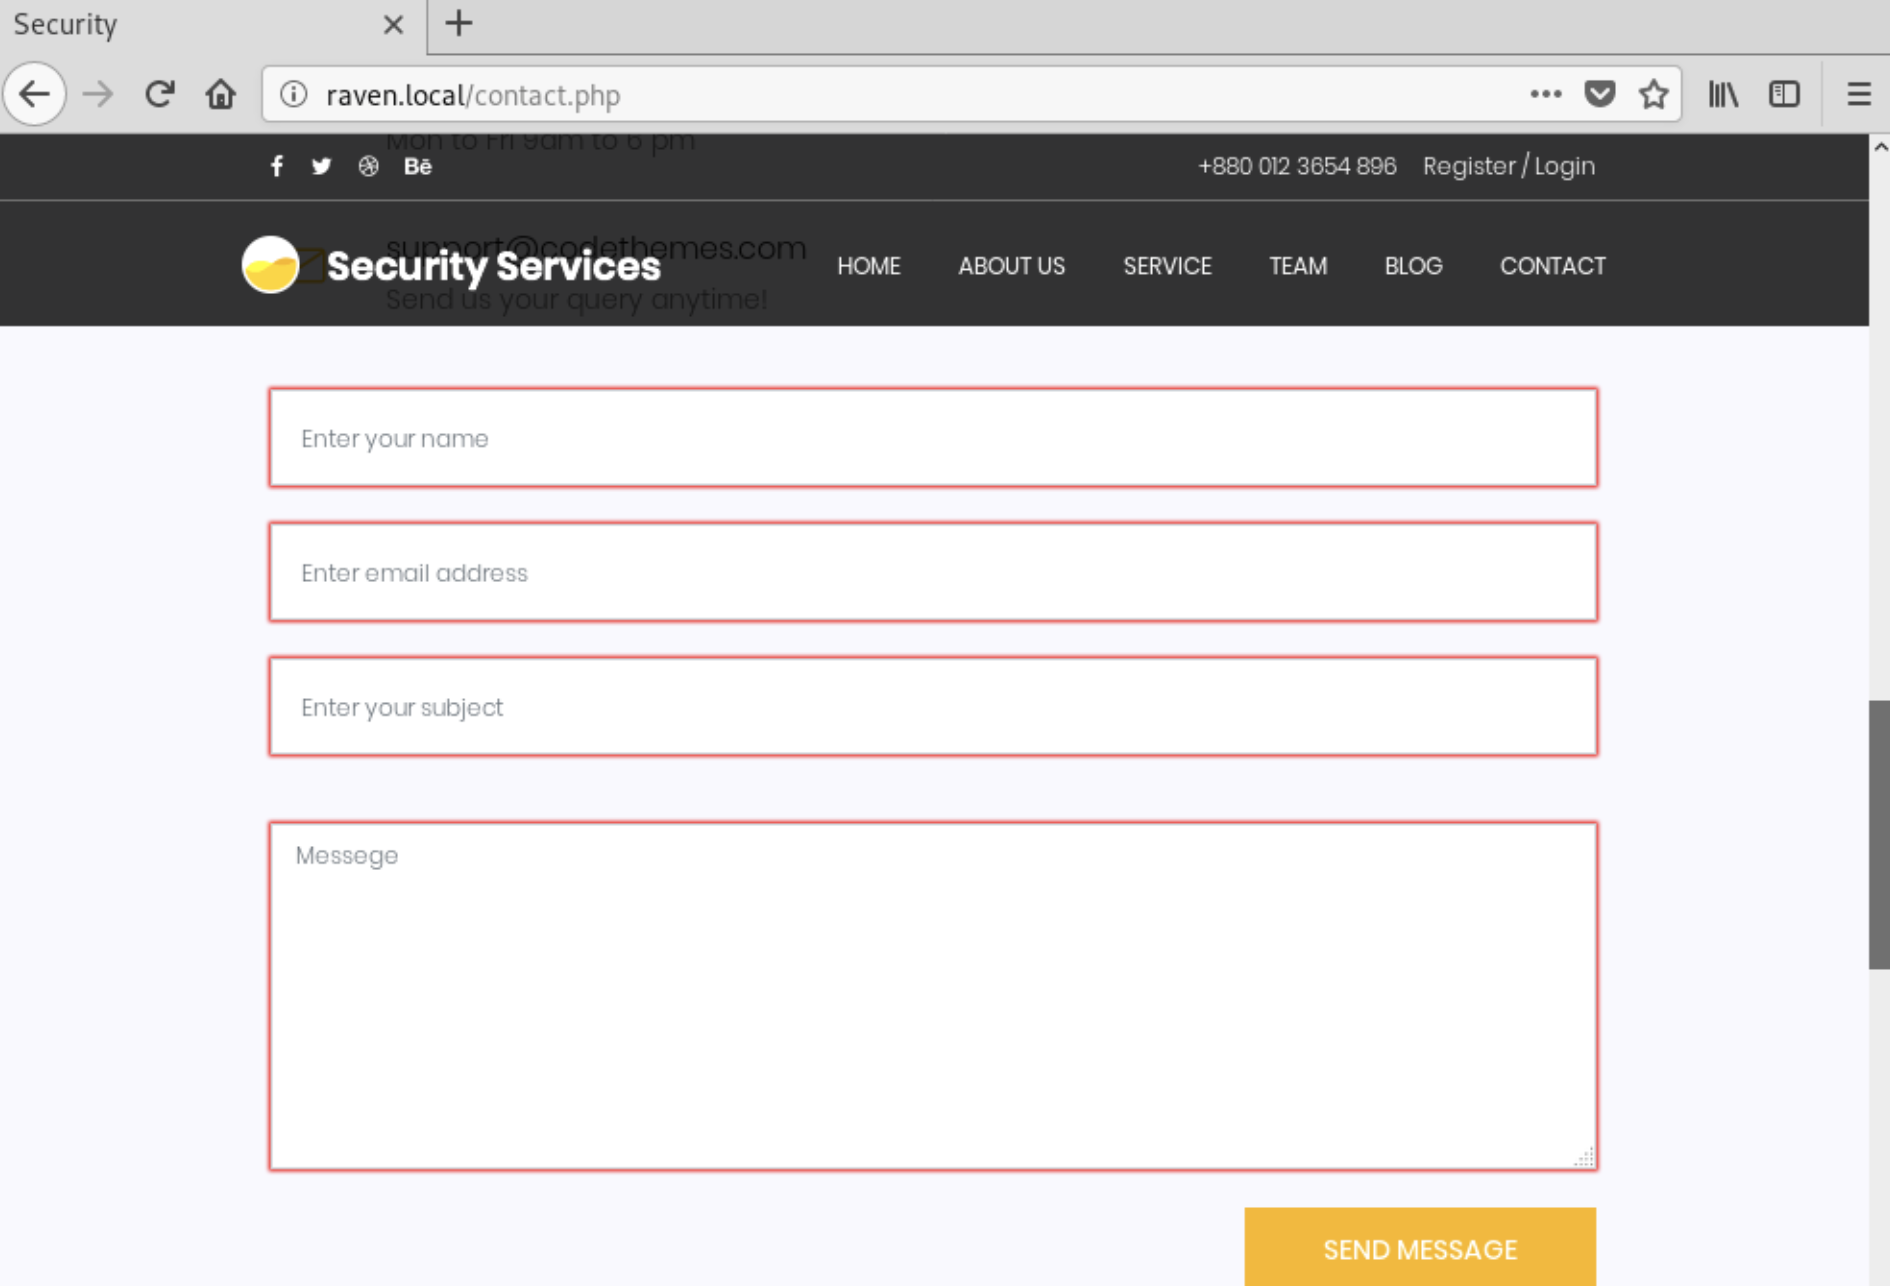 Security
raven.local/contact.php
Mon to Fri 9am to 6 pm
Bē
+880 012 3654 896 Register / Login
support@codethemes.com
Security Services
HOME ABOUT US SERVICE TEAM BLOG CONTACT
Send us your query anytime!
Enter your name
Enter email address
Enter your subject
Messege
SEND MESSAGE